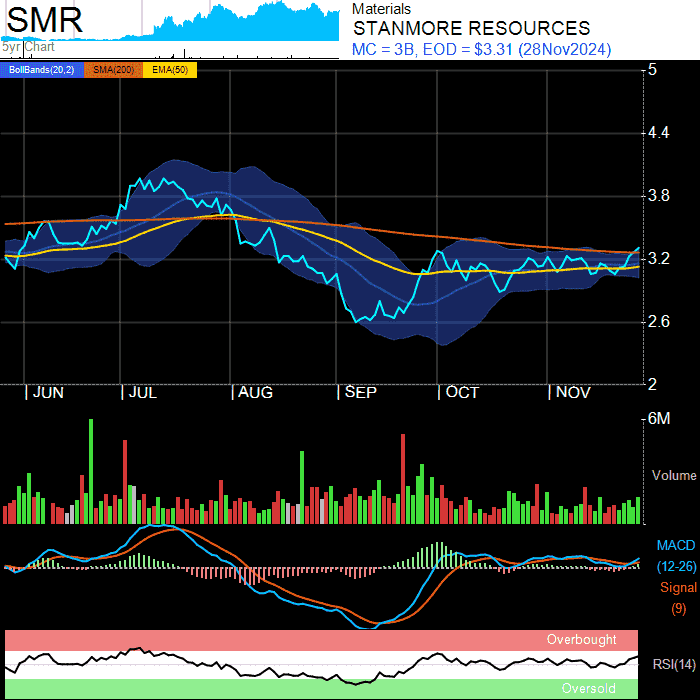 SMR
5yr Chart
Materials
STANMORE RESOURCES
MC = 3B, EOD = $3.31 (28Nov2024)
BollBands(20,2) SMA(200) EMA(50)
5
4.4
3.8
3.2
2.6
2
JUN JUL AUG SEP OCT NOV
6M
Volume
MACD
(12-26)
Signal
(9)
Overbought
RSI(14)
Oversold